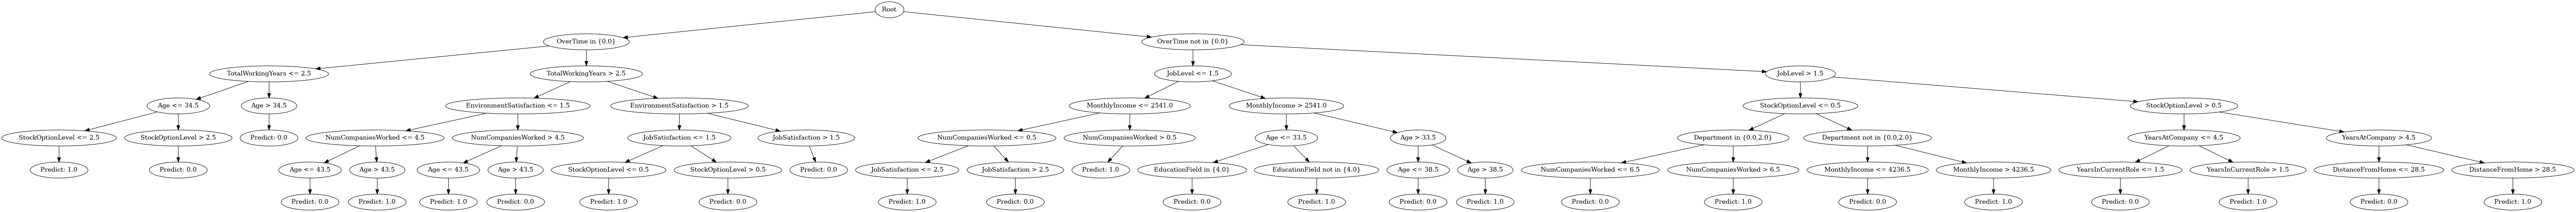 Root
OverTime in {0.0}
OverTime not in {0.0}
TotalWorkingYears <= 2.5
TotalWorkingYears > 2.5
JobLevel <= 1.5
JobLevel > 1.5
Age <= 34.5
Age > 34.5
EnvironmentSatisfaction <= 1.5
EnvironmentSatisfaction > 1.5
MonthlyIncome <= 2541.0
MonthlyIncome > 2541.0
StockOptionLevel <= 0.5
StockOptionLevel > 0.5
StockOptionLevel <= 2.5
StockOptionLevel > 2.5
Predict: 0.0
NumCompaniesWorked <= 4.5
NumCompaniesWorked > 4.5
JobSatisfaction <= 1.5
JobSatisfaction > 1.5
NumCompaniesWorked <= 0.5
NumCompaniesWorked > 0.5
Age <= 33.5
Age > 33.5
Department in {0.0,2.0}
Department not in {0.0,2.0}
YearsAtCompany <= 4.5
YearsAtCompany > 4.5
Predict: 1.0
Predict: 0.0
Age <= 43.5
Age > 43.5
Age <= 43.5
Age > 43.5
StockOptionLevel <= 0.5
StockOptionLevel > 0.5
Predict: 0.0
JobSatisfaction <= 2.5
JobSatisfaction > 2.5
Predict: 1.0
EducationField in {4.0}
EducationField not in {4.0}
Age <= 38.5
Age > 38.5
NumCompaniesWorked <= 6.5
NumCompaniesWorked > 6.5
MonthlyIncome <= 4236.5
MonthlyIncome > 4236.5
YearsInCurrentRole <= 1.5
YearsInCurrentRole > 1.5
DistanceFromHome <= 28.5
DistanceFromHome > 28.5
Predict: 0.0
Predict: 1.0
Predict: 1.0
Predict: 0.0
Predict: 1.0
Predict: 0.0
Predict: 1.0
Predict: 0.0
Predict: 0.0
Predict: 1.0
Predict: 0.0
Predict: 1.0
Predict: 0.0
Predict: 1.0
Predict: 0.0
Predict: 1.0
Predict: 0.0
Predict: 1.0
Predict: 0.0
Predict: 1.0